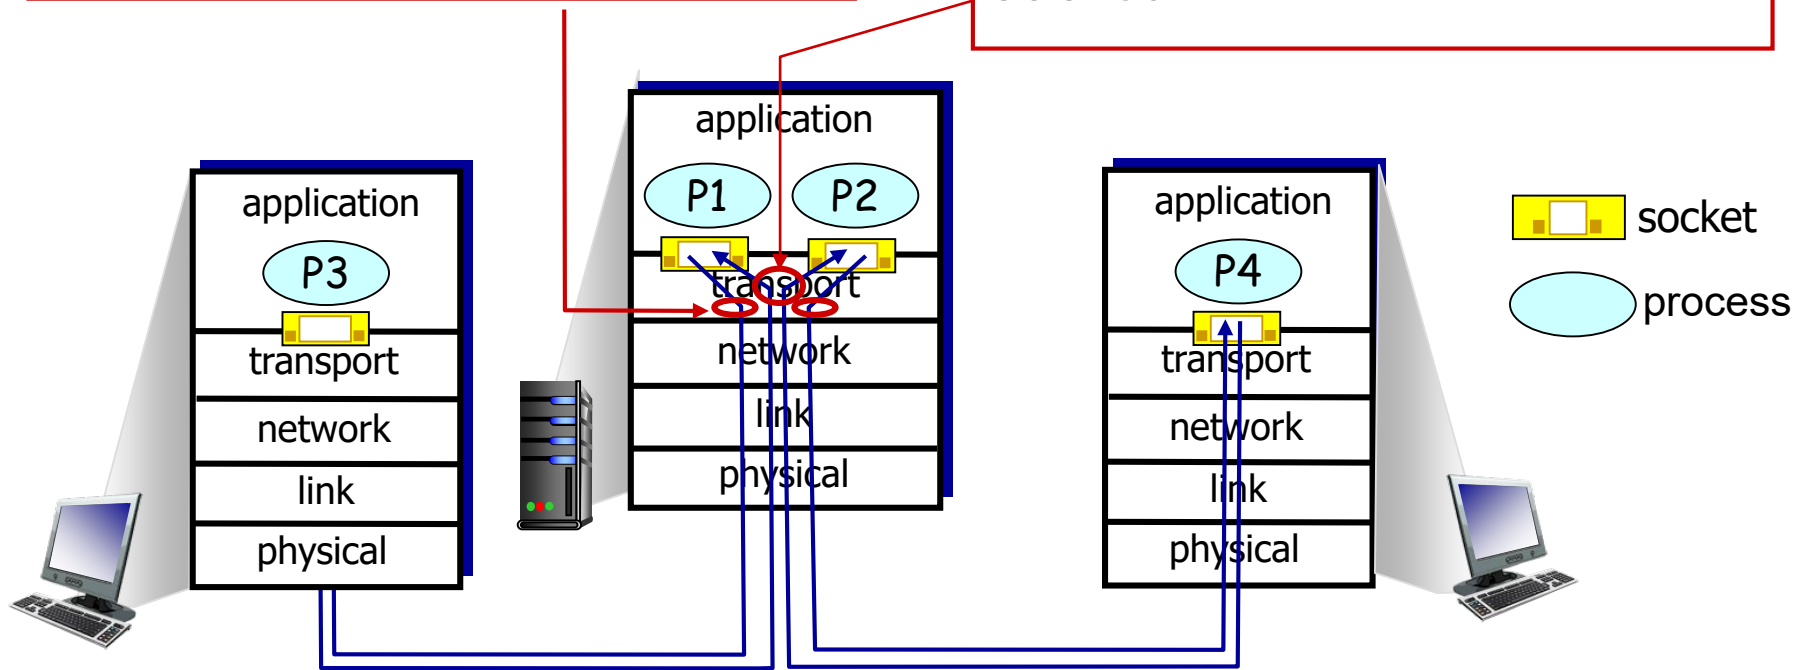 application
P1
P2
transport
network
link
physical
application
P3
transport
network
link
physical
application
P4
transport
network
link
physical
socket
process